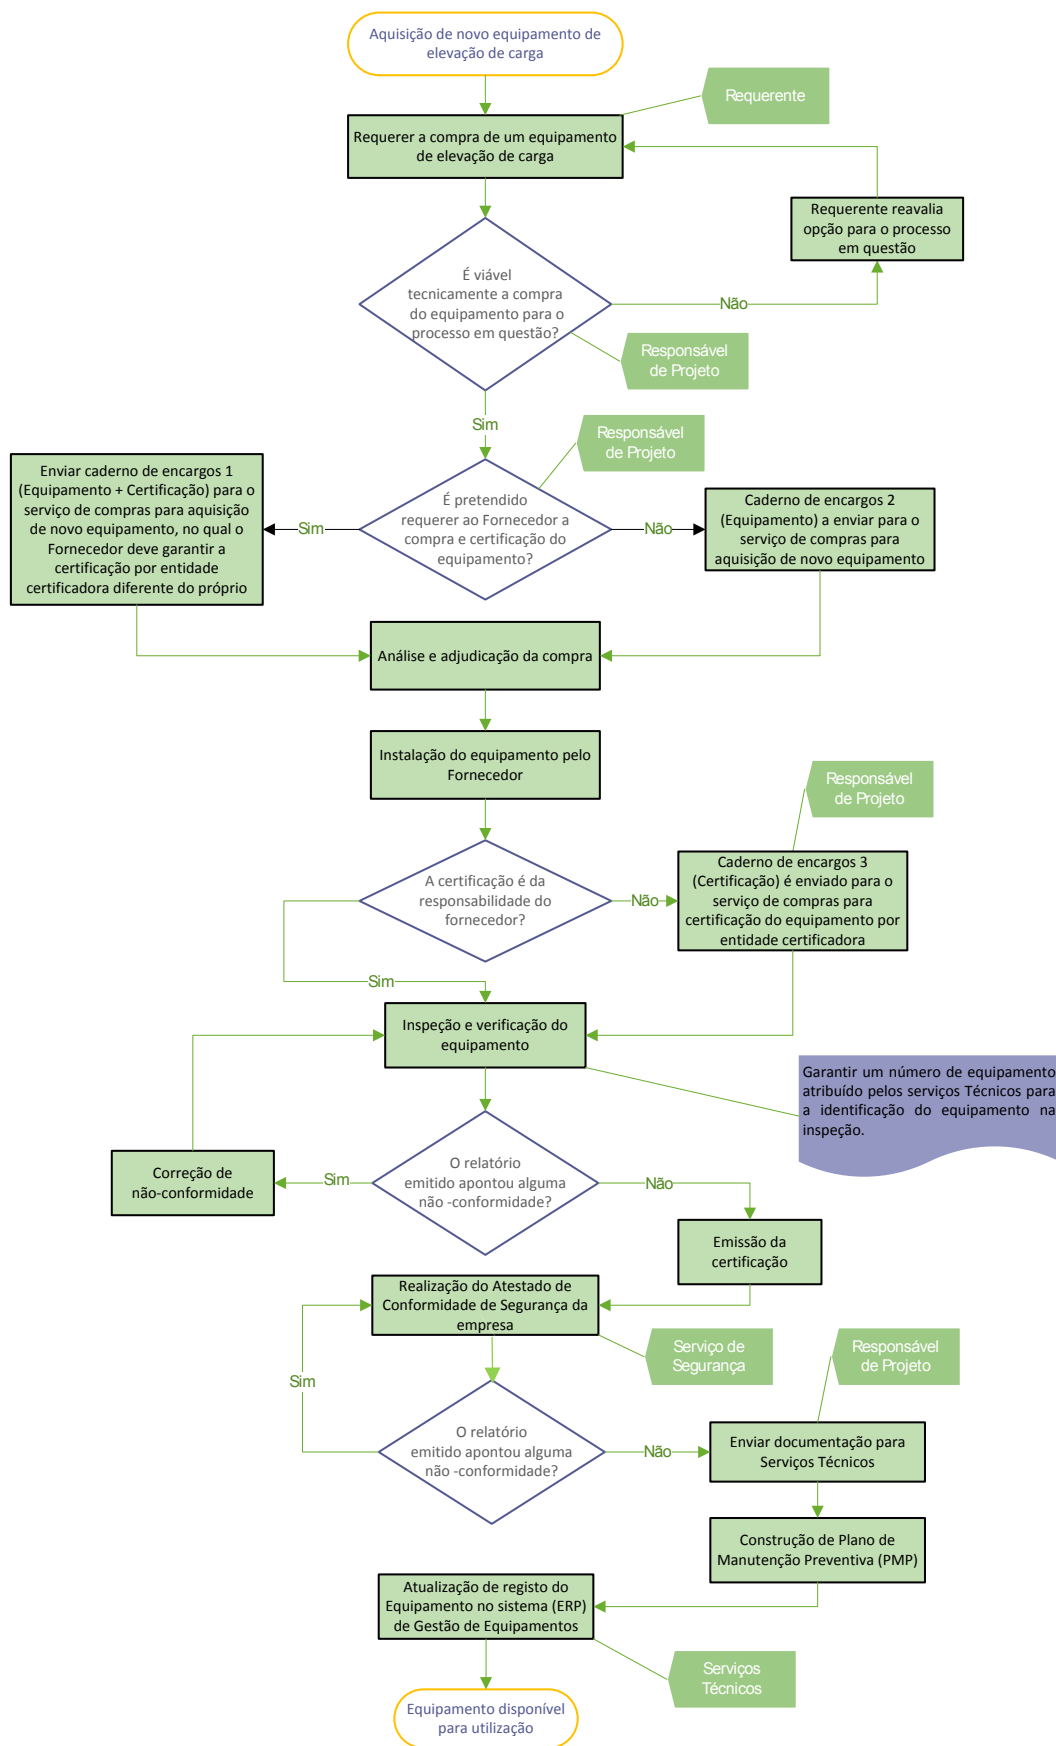 Aquisição de novo equipamento de
elevação de carga
Requerente
Requerer a compra de um equipamento
de elevação de carga
Requerente reavalia
opção para o processo
em questão
É viável
tecnicamente a compra
do equipamento para o
processo em questão?
Não
Responsável
de Projeto
Sim
Responsável
de Projeto
Enviar caderno de encargos 1
(Equipamento + Certificação) para o
serviço de compras para aquisição
de novo equipamento, no qual o
Fornecedor deve garantir a
certificação por entidade
certificadora diferente do próprio
Sim
É pretendido
requerer ao Fornecedor a
compra e certificação do
equipamento?
Não
Caderno de encargos 2
(Equipamento) a enviar para o
serviço de compras para
aquisição de novo equipamento
Análise e adjudicação da compra
Instalação do equipamento pelo
Fornecedor
Responsável
de Projeto
A certificação é da
responsabilidade do
fornecedor?
Não
Caderno de encargos 3
(Certificação) é enviado para o
serviço de compras para
certificação do equipamento por
entidade certificadora
Sim
Inspeção e verificação do
equipamento
Garantir um número de equipamento
atribuído pelos serviços Técnicos para
a identificação do equipamento na
inspeção.
Correção de
não-conformidade
Sim
O relatório
emitido apontou alguma
não -conformidade?
Não
Emissão da
certificação
Realização do Atestado de
Conformidade de Segurança da
empresa
Serviço de
Segurança
Responsável
de Projeto
Sim
O relatório
emitido apontou alguma
não -conformidade?
Não
Enviar documentação para
Serviços Técnicos
Construção de Plano de
Manutenção Preventiva (PMP)
Atualização de registo do
Equipamento no sistema (ERP)
de Gestão de Equipamentos
Serviços
Técnicos
Equipamento disponível
para utilização